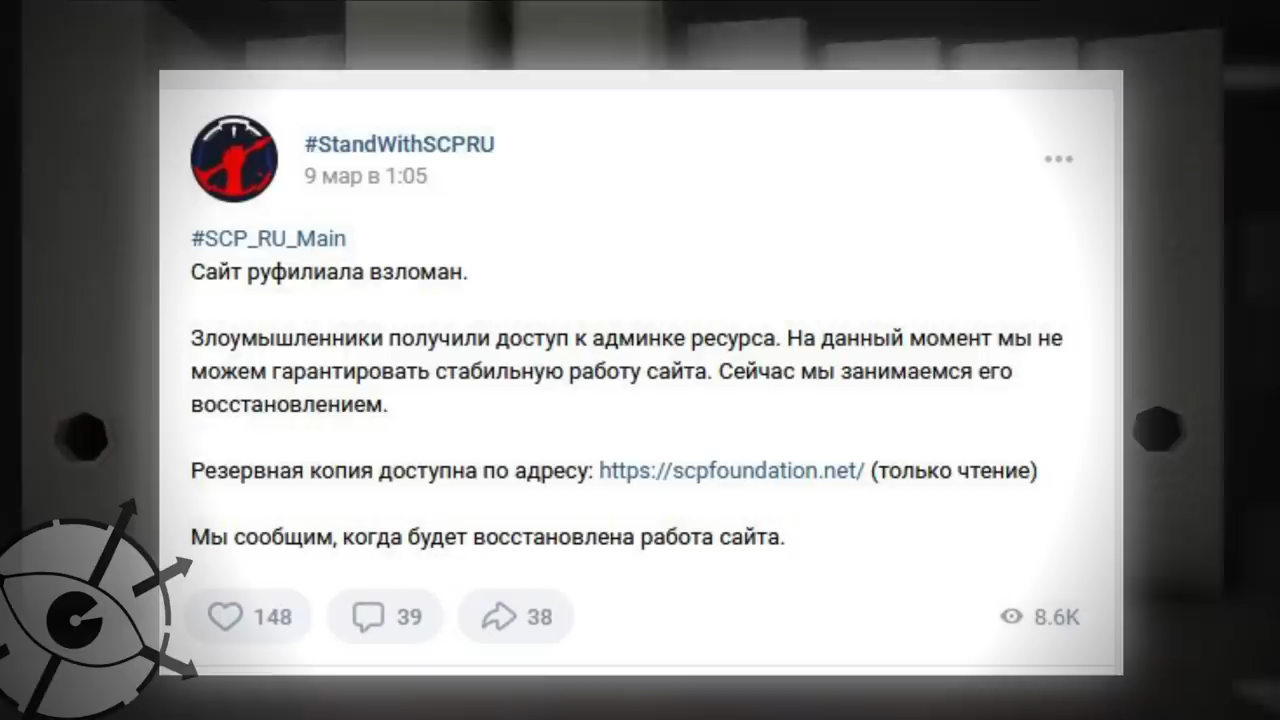 #StandWithSCPRU
9 мар в 1:05
#SCP_RU_Main
Сайт руфилиала взломан.
Злоумышленники получили доступ к админке ресурса. На данный момент мы не
можем гарантировать стабильную работу сайта. Сейчас мы занимаемся его
восстановлением.
Резервная копия доступна по адресу: https://scpfoundation.net/ (только чтение)
Мы сообщим, когда будет восстановлена работа сайта.
148 39 38 8.6K